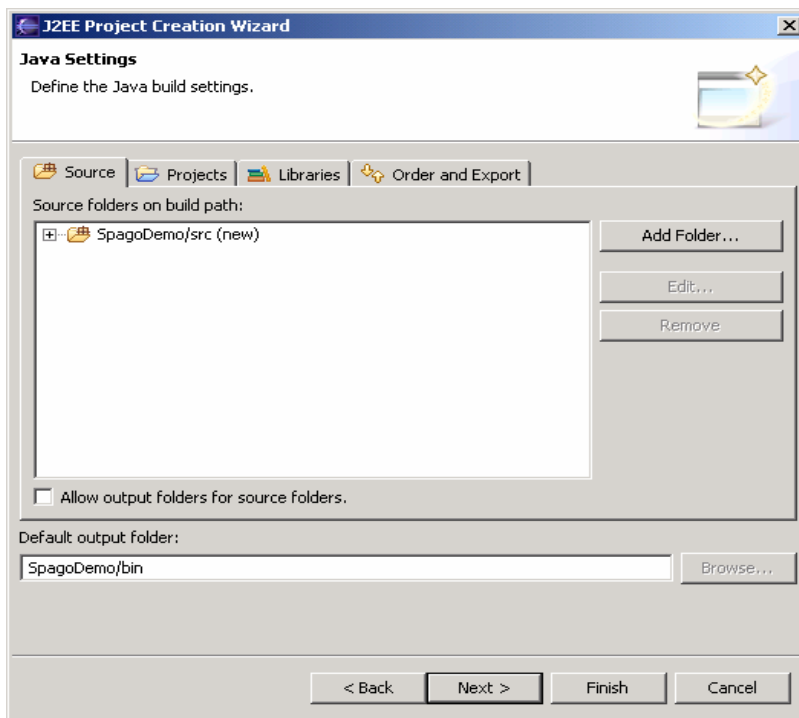 J2EE Project Creation Wizard
Java Settings
Define the Java build settings.
Source Projects Libraries Order and Export
Source folders on build path:
SpagoDemo/src (new)
Add Folder...
Edit...
Remove
Allow output folders for source folders.
Default output folder:
SpagoDemo/bin
Browse...
< Back Next > Finish Cancel